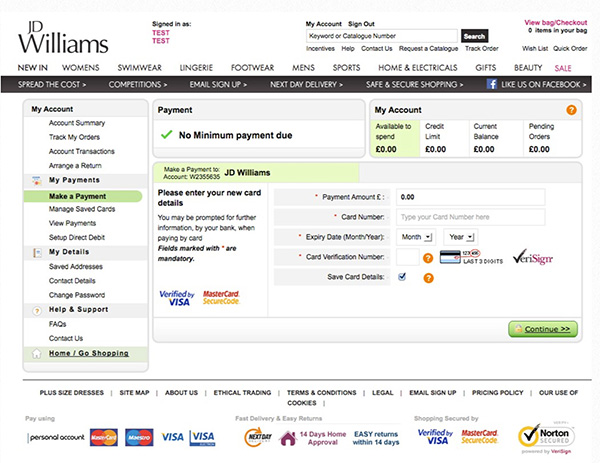 JD
Williams
Signed in as:
TEST
TEST
My Account Sign Out
Keyword or Catalogue Number Search
Incentives Help Contact Us Request a Catalogue Track Order
View bag/Checkout
0 items in your bag
Wish List Quick Order
NEW IN WOMENS SWIMWEAR LINGERIE FOOTWEAR MENS SPORTS HOME & ELECTRICALS GIFTS BEAUTY SALE
SPREAD THE COST > COMPETITIONS > EMAIL SIGN UP > NEXT DAY DELIVERY > SAFE & SECURE SHOPPING > f LIKE US ON FACEBOOK >
My Account
Account Summary
Track My Orders
Account Transactions
Arrange a Return
My Payments
Make a Payment
Manage Saved Cards
View Payments
Setup Direct Debit
My Details
Saved Addresses
Contact Details
Change Password
? Help & Support
FAQs
Contact Us
Home / Go Shopping
Payment
No Minimum payment due
My Account ?
Available to spend
£0.00
Credit Limit
£0.00
Current Balance
£0.00
Pending Orders
£0.00
Make a Payment to: JD Williams
Account: W2355635
Please enter your new card
details
You may be prompted for further
information, by your bank, when
paying by card
Fields marked with * are
mandatory.
Verified by VISA MasterCard. SecureCode.
* Payment Amount £ : 0.00
* Card Number: Type your Card Number here
* Expiry Date (Month/Year): Month Year
* Card Verification Number: ? LAST 3 DIGITS VeriSign
Save Card Details: ?
Continue >>
PLUS SIZE DRESSES | SITE MAP | ABOUT US | ETHICAL TRADING | TERMS & CONDITIONS | LEGAL | EMAIL SIGN UP | PRICING POLICY | OUR USE OF
COOKIES |
Pay using
personal account MasterCard Maestro VISA VISA
Fast Delivery & Easy Returns
NEXT DAY 14 Days Home Approval EASY returns within 14 days
Shopping Secured by
Verified by VISA MasterCard. SecureCode.
Norton
SECURED
powered by VeriSign